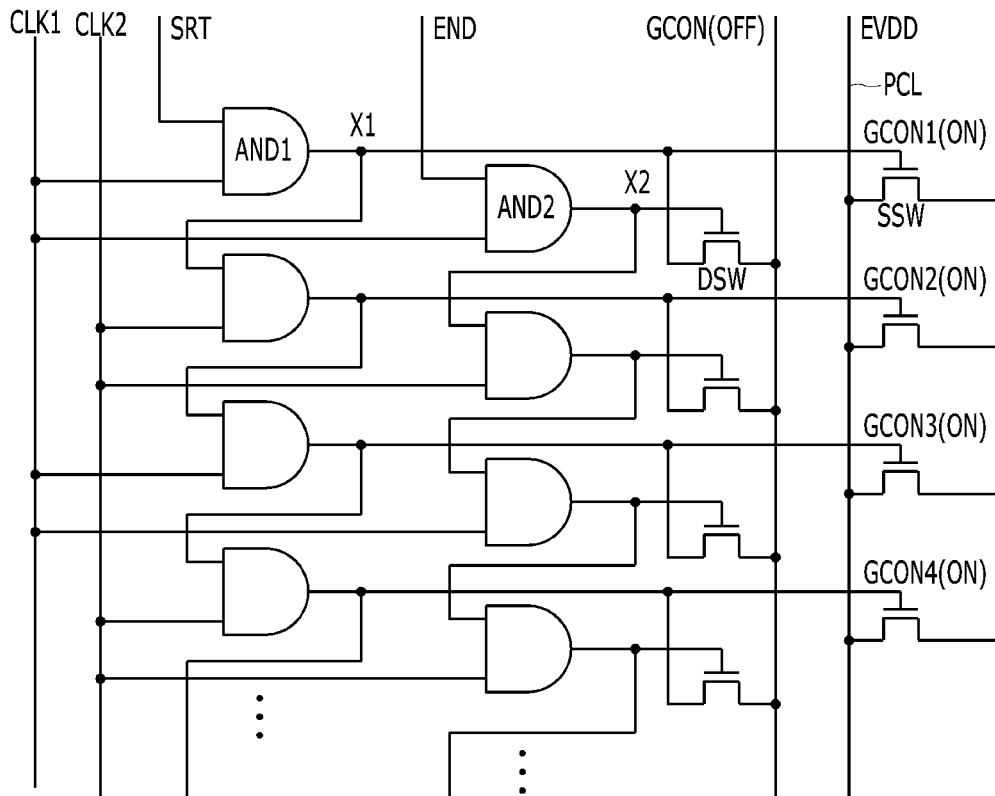 CLK1 CLK2 SRT END GCON(OFF) EVDD
PCL
AND1 X1 GCON1(ON)
AND2 X2 SSW
DSW GCON2(ON)
GCON3(ON)
GCON4(ON)